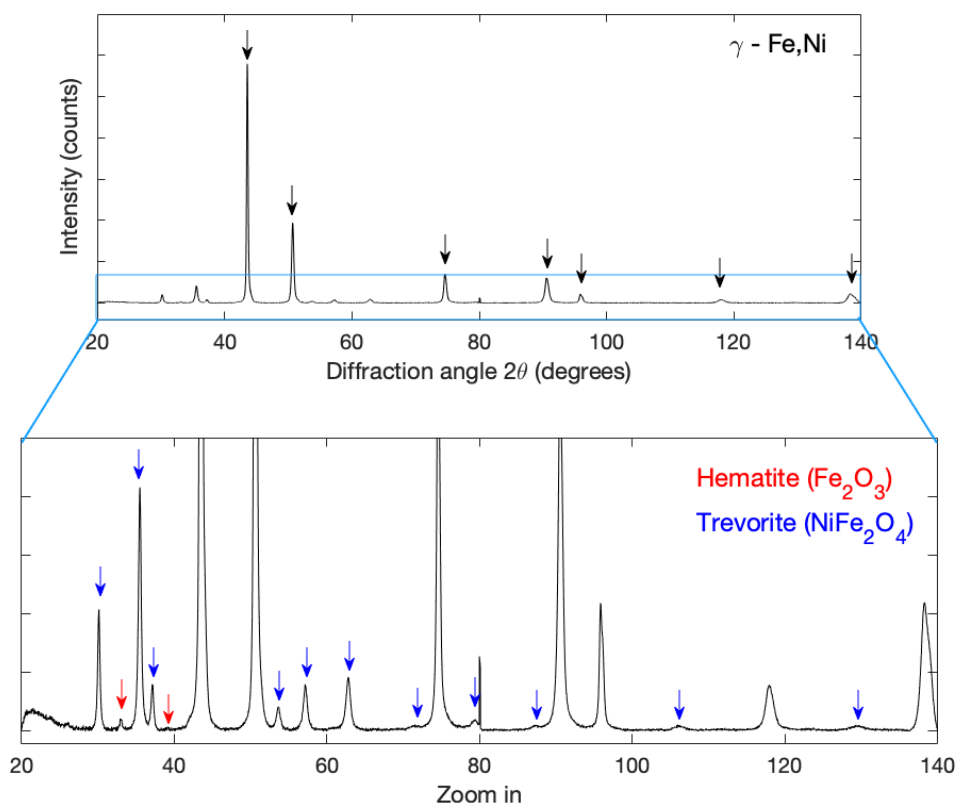 γ - Fe,Ni
Intensity (counts)
20 40 60 80 100 120 140
Diffraction angle 2θ (degrees)
Hematite (Fe₂O₃)
Trevorite (NiFe₂O₄)
20 40 60 80 100 120 140
Zoom in